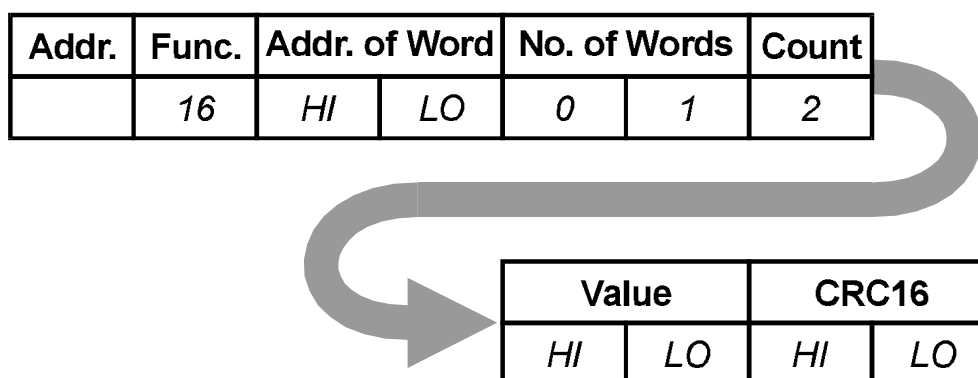 Addr. Func. Addr. of Word No. of Words Count
16 HI LO 0 1 2
Value CRC16
HI LO HI LO